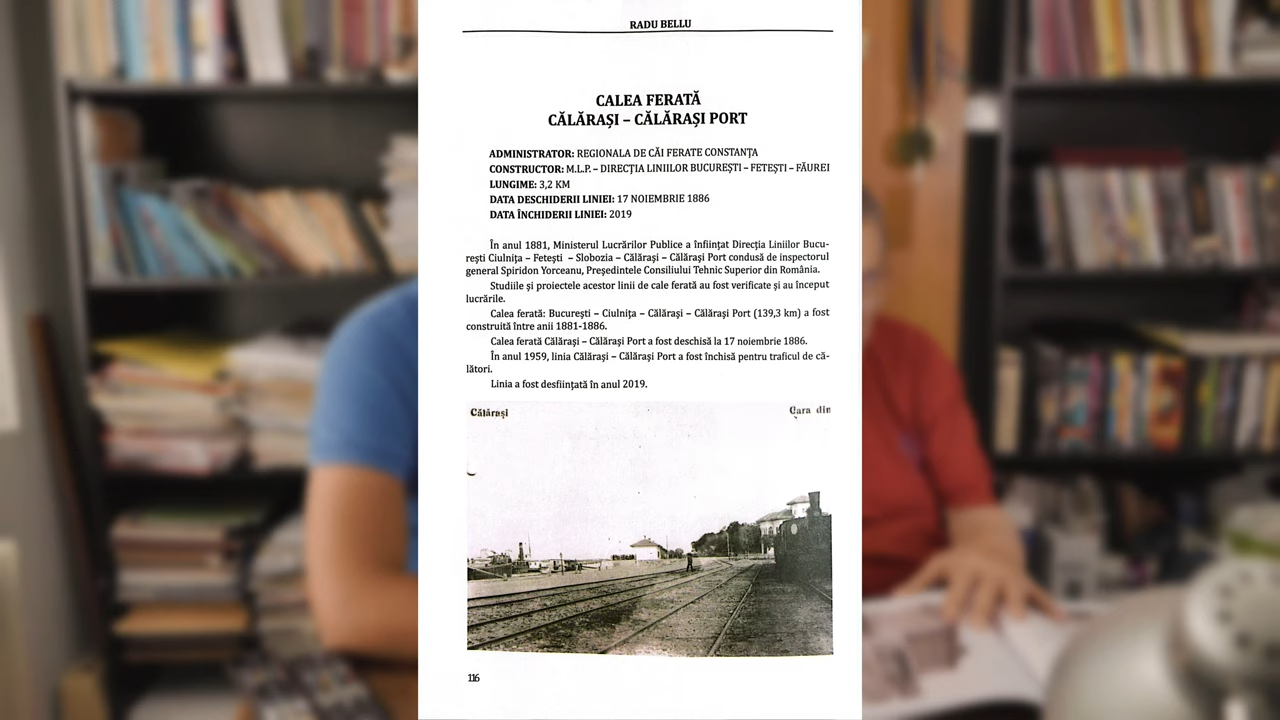 RADU BELLU
CALEA FERATĂ
CĂLĂRAȘI – CĂLĂRAȘI PORT
ADMINISTRATOR: REGIONALA DE CĂI FERATE CONSTANȚA
CONSTRUCTOR: M.L.P. – DIRECȚIA LINIILOR BUCUREȘTI – FETEȘTI – FĂUREI
LUNGIME: 3,2 KM
DATA DESCHIDERII LINIEI: 17 NOIEMBRIE 1886
DATA ÎNCHIDERII LINIEI: 2019
În anul 1881, Ministerul Lucrărilor Publice a înființat Direcția Liniilor Bucu-
rești Ciulnița – Fetești – Slobozia – Călărași – Călărași Port condusă de inspectorul
general Spiridon Yorceanu, Președintele Consiliului Tehnic Superior din România.
Studiile și proiectele acestor linii de cale ferată au fost verificate și au început
lucrările.
Calea ferată: București – Ciulnița – Călărași – Călărași Port (139,3 km) a fost
construită între anii 1881-1886.
Calea ferată Călărași – Călărași Port a fost deschisă la 17 noiembrie 1886.
În anul 1959, linia Călărași – Călărași Port a fost închisă pentru traficul de că-
lători.
Linia a fost desființată în anul 2019.
Călărași Gara din
116